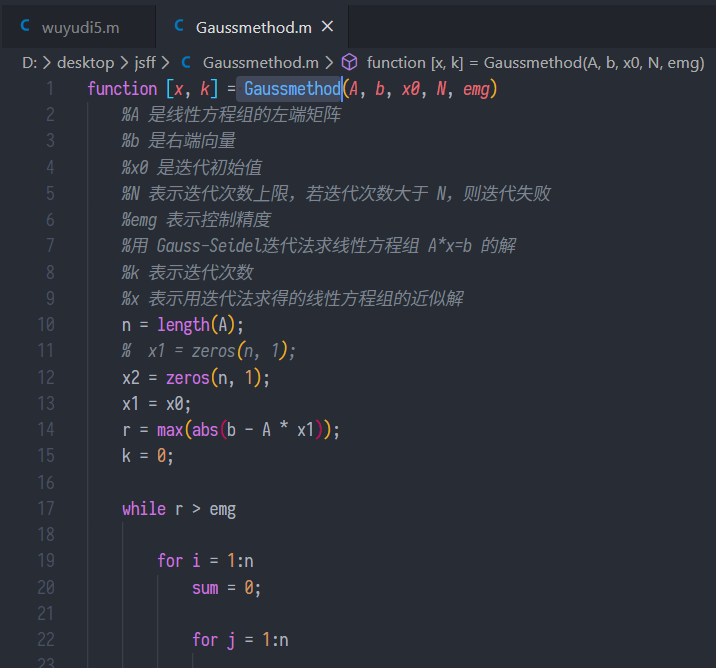 wuyudi5.m
Gaussmethod.m
D: > desktop > jsff > Gaussmethod.m > function [x, k] = Gaussmethod(A, b, x0, N, emg)
1 function [x, k] = Gaussmethod(A, b, x0, N, emg)
2 %A 是线性方程组的左端矩阵
3 %b 是右端向量
4 %x0 是迭代初始值
5 %N 表示迭代次数上限，若迭代次数大于 N，则迭代失败
6 %emg 表示控制精度
7 %用 Gauss-Seidel迭代法求线性方程组 A*x=b 的解
8 %k 表示迭代次数
9 %x 表示用迭代法求得的线性方程组的近似解
10 n = length(A);
11 % x1 = zeros(n, 1);
12 x2 = zeros(n, 1);
13 x1 = x0;
14 r = max(abs(b - A * x1));
15 k = 0;
16
17 while r > emg
18
19 for i = 1:n
20 sum = 0;
21
22 for j = 1:n
23